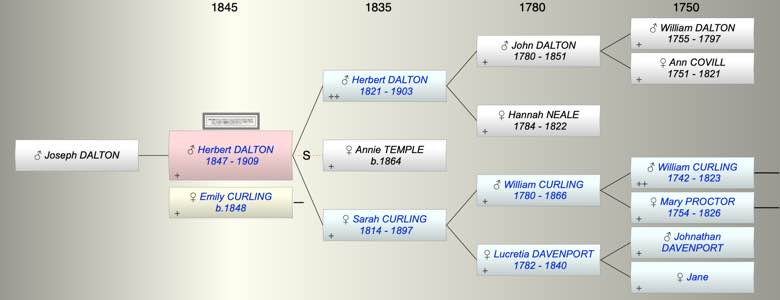 1845
1835
1780
1750
♂ Joseph DALTON
♂ Herbert DALTON
1847 - 1909
+
♀ Emily CURLING
b.1848
+
♂ Herbert DALTON
1821 - 1903
++
S
♀ Annie TEMPLE
b.1864
+
♀ Sarah CURLING
1814 - 1897
+
♂ John DALTON
1780 - 1851
+
♀ Hannah NEALE
1784 - 1822
♂ William CURLING
1780 - 1866
+
♀ Lucretia DAVENPORT
1782 - 1840
+
♂ William DALTON
1755 - 1797
+
♀ Ann COVILL
1751 - 1821
+
♂ William CURLING
1742 - 1823
++
♀ Mary PROCTOR
1754 - 1826
+
♂ Johnathan
DAVENPORT
+
♀ Jane
+